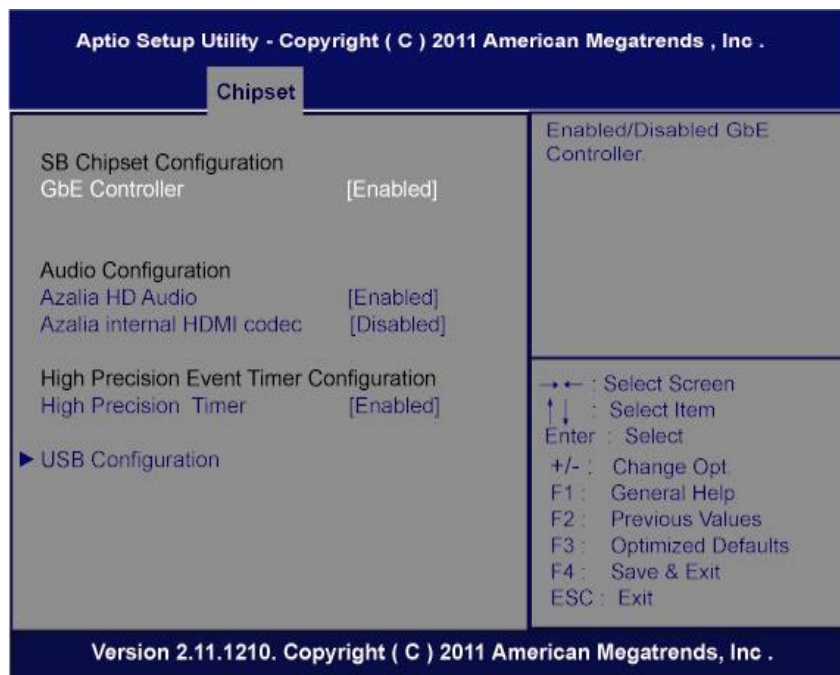 Aptio Setup Utility - Copyright ( C ) 2011 American Megatrends , Inc .
Chipset
SB Chipset Configuration
GbE Controller [Enabled]
Audio Configuration
Azalia HD Audio [Enabled]
Azalia internal HDMI codec [Disabled]
High Precision Event Timer Configuration
High Precision Timer [Enabled]
▶ USB Configuration
Enabled/Disabled GbE
Controller.
→← : Select Screen
↑↓ : Select Item
Enter : Select
+/- : Change Opt.
F1 : General Help
F2 : Previous Values
F3 : Optimized Defaults
F4 : Save & Exit
ESC : Exit
Version 2.11.1210. Copyright ( C ) 2011 American Megatrends, Inc .